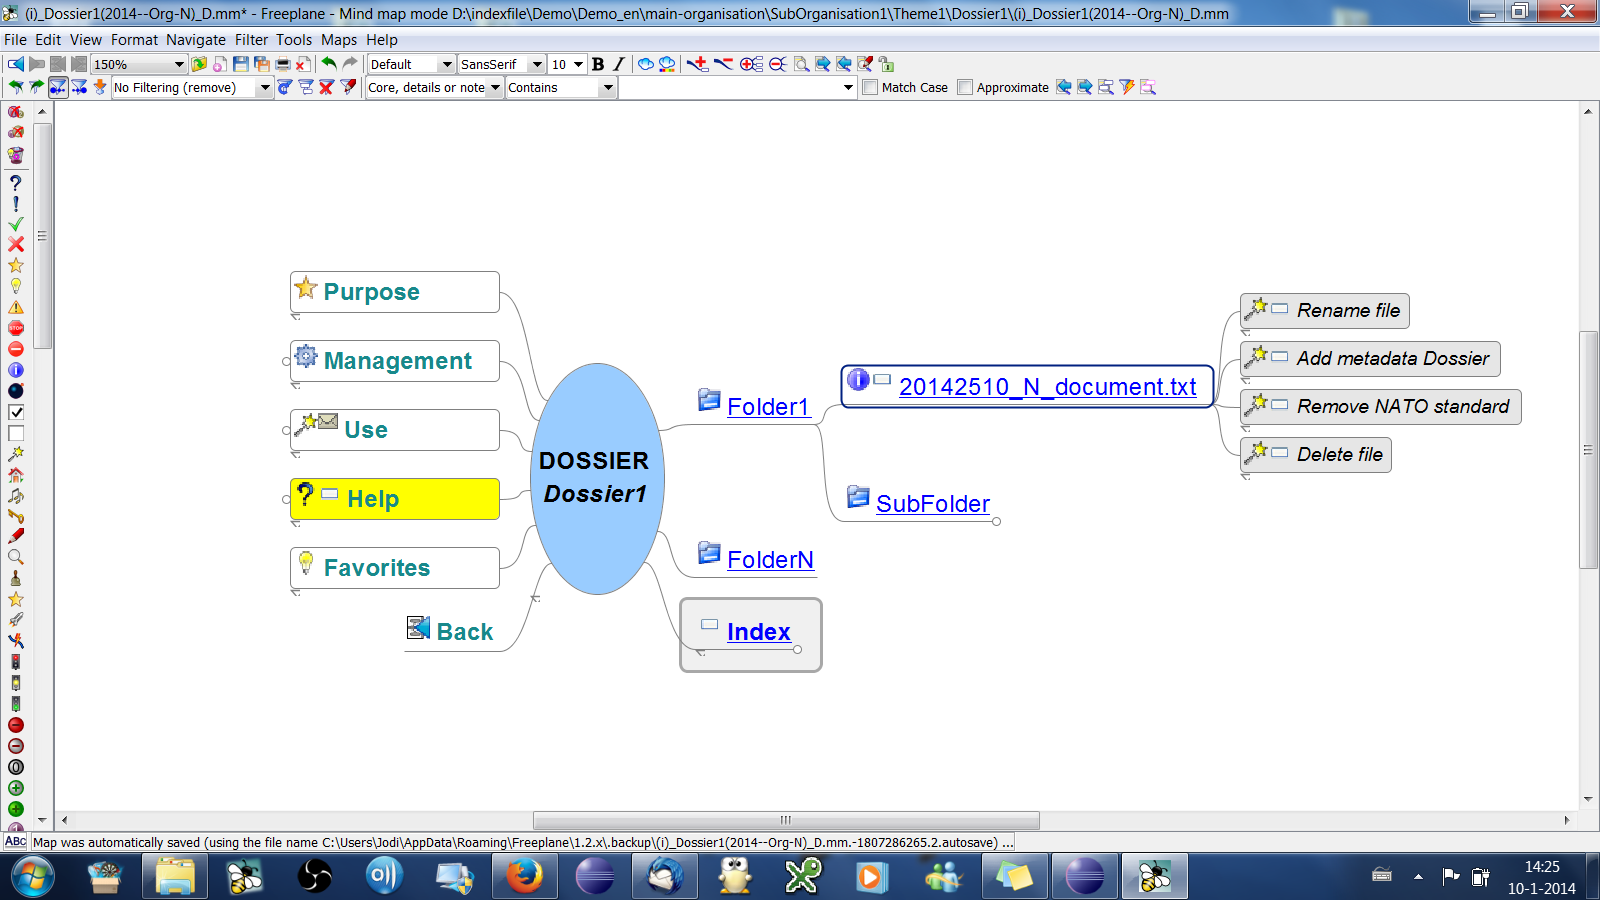 (i)_Dossier1(2014--Org-N)_D.mm* - Freeplane - Mind map mode D:\indexfile\Demo\Demo_en\main-organisation\SubOrganisation1\Theme1\Dossier1\(i)_Dossier1(2014--Org-N)_D.mm
File Edit View Format Navigate Filter Tools Maps Help
150% Default SansSerif 10 B I
No Filtering (remove) Core, details or note Contains Match Case Approximate
Purpose
Management
Use
Help
Favorites
Back
DOSSIER
Dossier1
Folder1
20142510_N_document.txt
Rename file
Add metadata Dossier
Remove NATO standard
Delete file
SubFolder
FolderN
Index
STOP
ABC Map was automatically saved (using the file name C:\Users\Jodi\AppData\Roaming\Freeplane\1.2.x\.backup\(i)_Dossier1(2014--Org-N)_D.mm.-1807286265.2.autosave) ...
14:25
10-1-2014